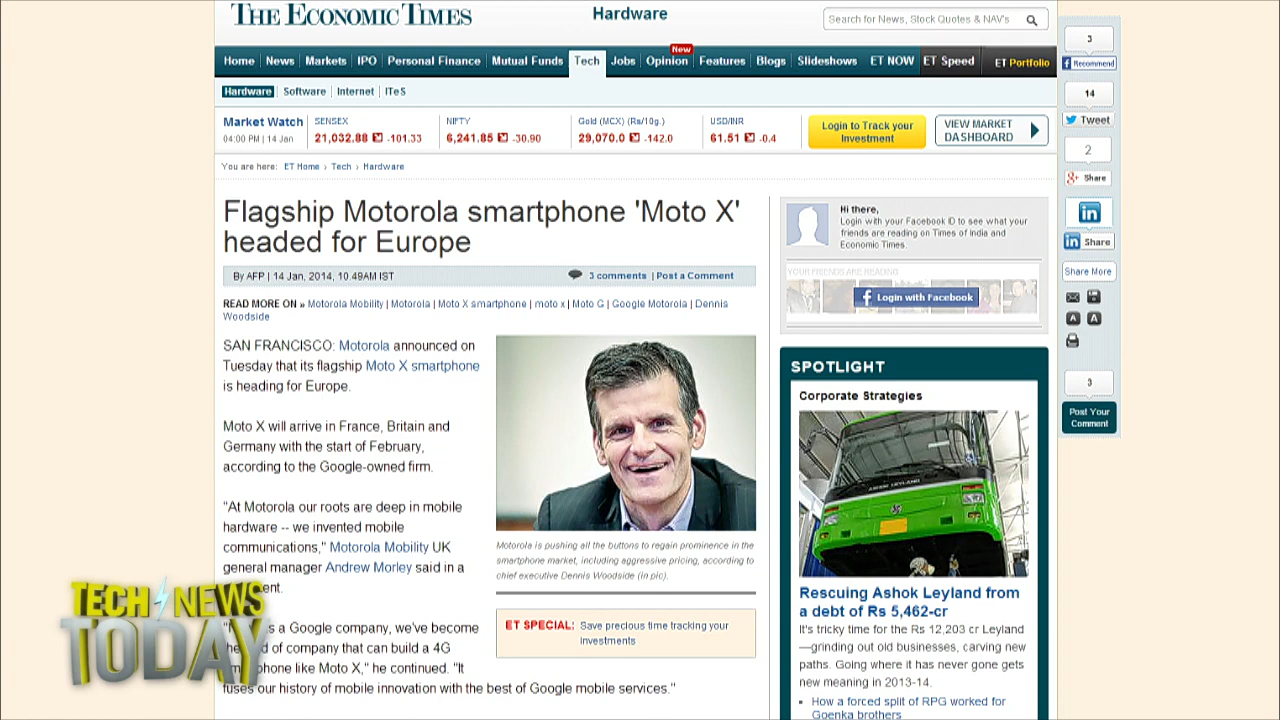 THE ECONOMIC TIMES
Hardware
Search for News, Stock Quotes & NAV's
New
Home News Markets IPO Personal Finance Mutual Funds Tech Jobs Opinion Features Blogs Slideshows ET NOW ET Speed ET Portfolio
Hardware Software Internet ITeS
Market Watch
04:00 PM | 14 Jan
SENSEX
21,032.88 -101.33
NIFTY
6,241.85 -30.90
Gold (MCX) (Rs/10g.)
29,070.0 -142.0
USD/INR
61.51 -0.4
Login to Track your
Investment
VIEW MARKET
DASHBOARD
You are here: ET Home › Tech › Hardware
Flagship Motorola smartphone 'Moto X'
headed for Europe
By AFP | 14 Jan, 2014, 10.49AM IST
3 comments | Post a Comment
READ MORE ON » Motorola Mobility | Motorola | Moto X smartphone | moto x | Moto G | Google Motorola | Dennis
Woodside
SAN FRANCISCO: Motorola announced on
Tuesday that its flagship Moto X smartphone
is heading for Europe.
Moto X will arrive in France, Britain and
Germany with the start of February,
according to the Google-owned firm.
"At Motorola our roots are deep in mobile
hardware -- we invented mobile
communications," Motorola Mobility UK
general manager Andrew Morley said in a
ent.
s a Google company, we've become
the d of company that can build a 4G
phone like Moto X," he continued. "It
fuses our history of mobile innovation with the best of Google mobile services."
Motorola is pushing all the buttons to regain prominence in the
smartphone market, including aggressive pricing, according to
chief executive Dennis Woodside (in pic).
ET SPECIAL: Save precious time tracking your
investments
TECH NEWS
TODAY
Hi there,
Login with your Facebook ID to see what your
friends are reading on Times of India and
Economic Times.
YOUR FRIENDS ARE READING
f Login with Facebook
SPOTLIGHT
Corporate Strategies
ASHOK LEYLAND
Rescuing Ashok Leyland from
a debt of Rs 5,462-cr
It's tricky time for the Rs 12,203 cr Leyland
—grinding out old businesses, carving new
paths. Going where it has never gone gets
new meaning in 2013-14.
How a forced split of RPG worked for
Goenka brothers
3
f Recommend
14
Tweet
2
g+ Share
in
in Share
Share More
A A
3
Post Your
Comment